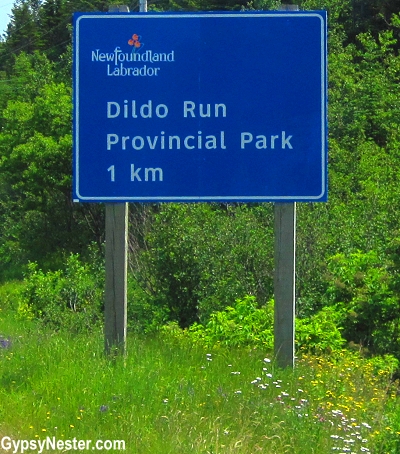 Newfoundland
Labrador
Dildo Run
Provincial Park
1 km
GypsyNester.com